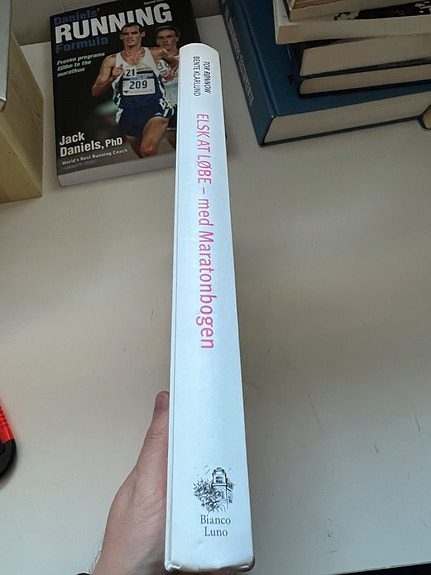 Daniels'
RUNNING
Formula
Proven programs
800m to the
marathon
21
209
Jack
Daniels, PhD
World's Best Running Coach
TOR RØNNOW
BENTE KLARLUND
ELSK AT LØBE – med Maratonbogen
Bianco
Luno